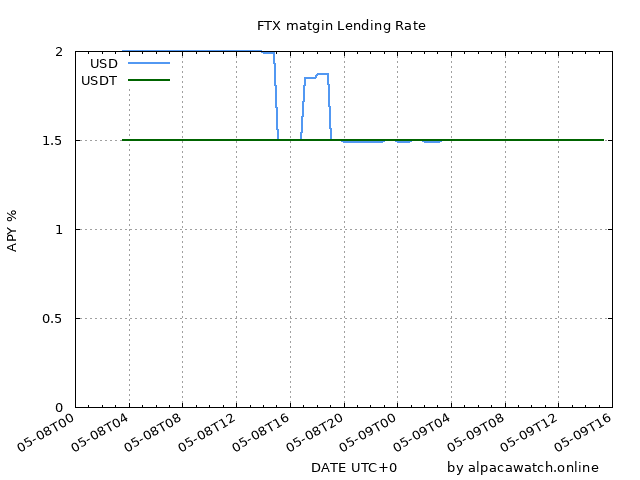 FTX matgin Lending Rate
APY %
2
1.5
1
0.5
0
USD
USDT
05-08T00
05-08T04
05-08T08
05-08T12
05-08T16
05-08T20
05-09T00
05-09T04
05-09T08
05-09T12
05-09T16
DATE UTC+0
by alpacawatch.online